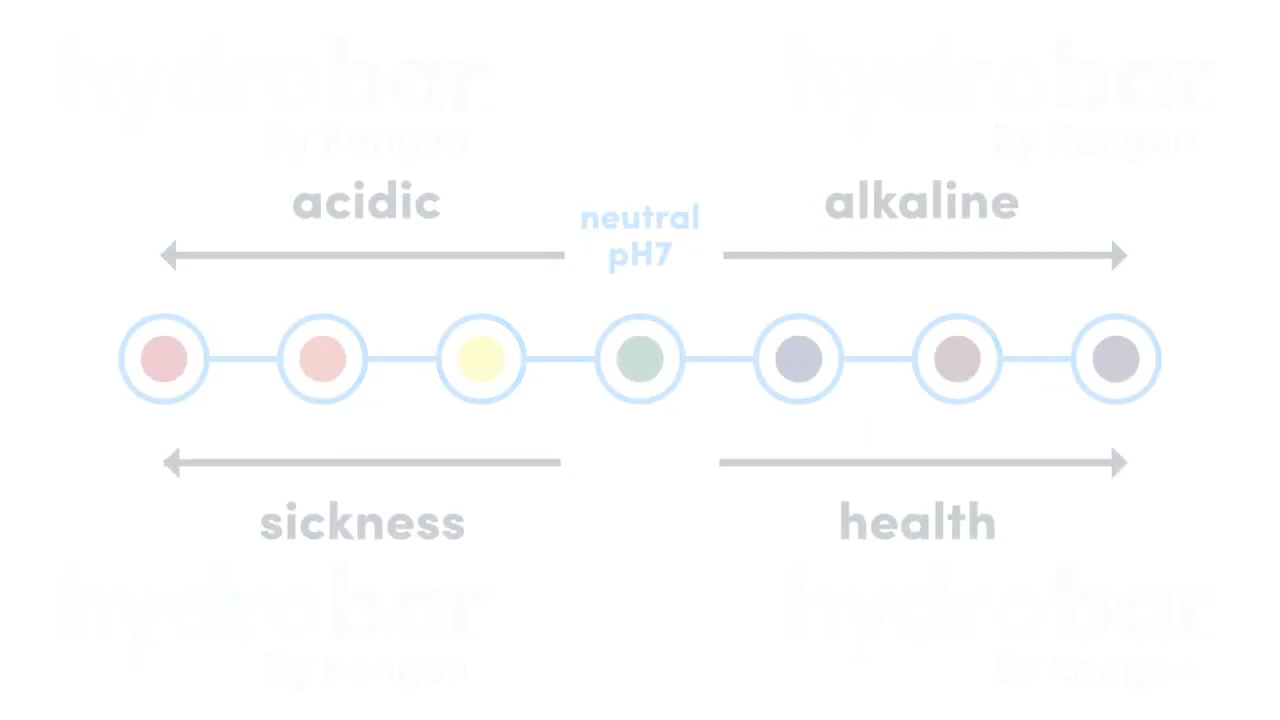 hydrobar
hydrobar
By Kangen
By Kangen
acidic
alkaline
neutral
pH7
sickness
health
hydrobar
hydrobar
By Kangen
By Kangen